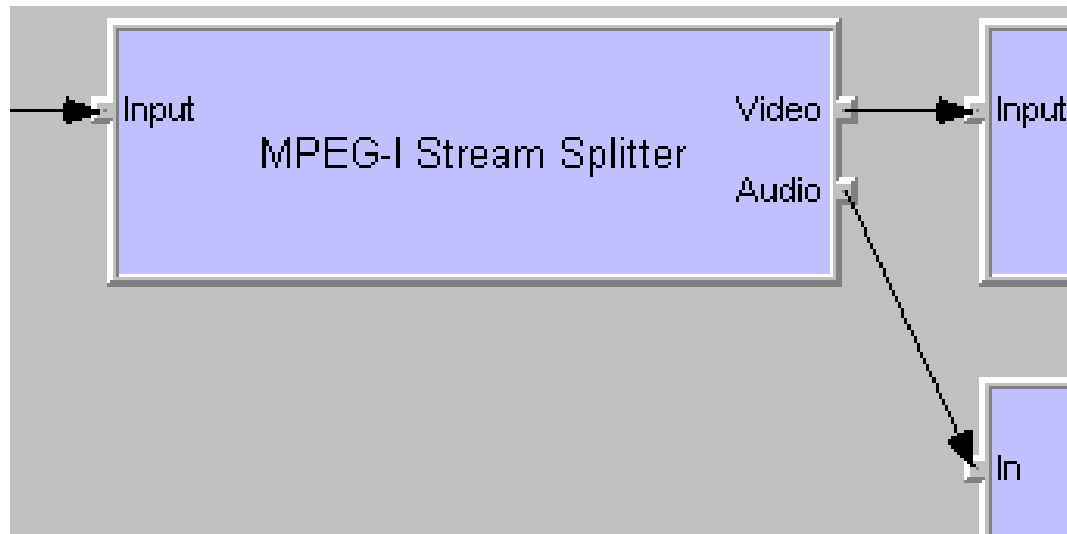 Input
MPEG-I Stream Splitter
Video
Audio
Input
In